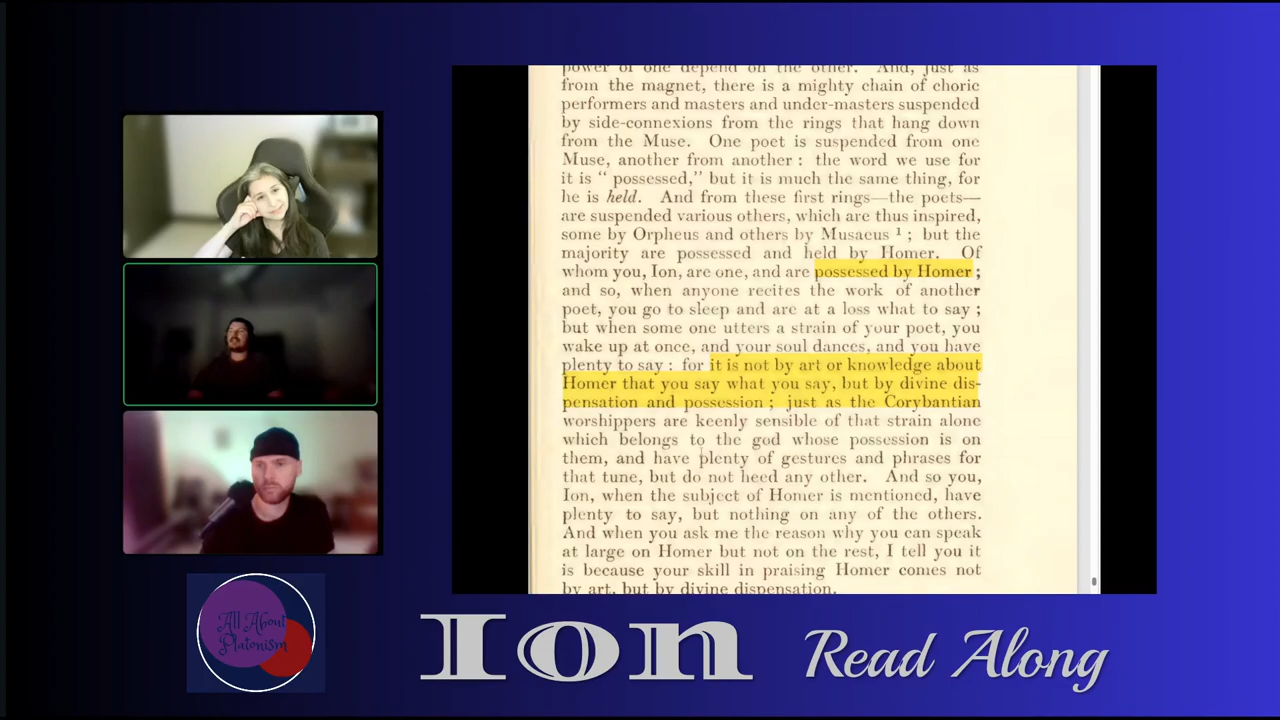 power of one depend on the other. And, just as
from the magnet, there is a mighty chain of choric
performers and masters and under-masters suspended
by side-connexions from the rings that hang down
from the Muse. One poet is suspended from one
Muse, another from another : the word we use for
it is “ possessed,” but it is much the same thing, for
he is held. And from these first rings—the poets—
are suspended various others, which are thus inspired,
some by Orpheus and others by Musaeus ¹ ; but the
majority are possessed and held by Homer. Of
whom you, Ion, are one, and are possessed by Homer ;
and so, when anyone recites the work of another
poet, you go to sleep and are at a loss what to say ;
but when some one utters a strain of your poet, you
wake up at once, and your soul dances, and you have
plenty to say : for it is not by art or knowledge about
Homer that you say what you say, but by divine dis-
pensation and possession ; just as the Corybantian
worshippers are keenly sensible of that strain alone
which belongs to the god whose possession is on
them, and have plenty of gestures and phrases for
that tune, but do not heed any other. And so you,
Ion, when the subject of Homer is mentioned, have
plenty to say, but nothing on any of the others.
And when you ask me the reason why you can speak
at large on Homer but not on the rest, I tell you it
is because your skill in praising Homer comes not
by art, but by divine dispensation.
All About
Platonism
Ion Read Along